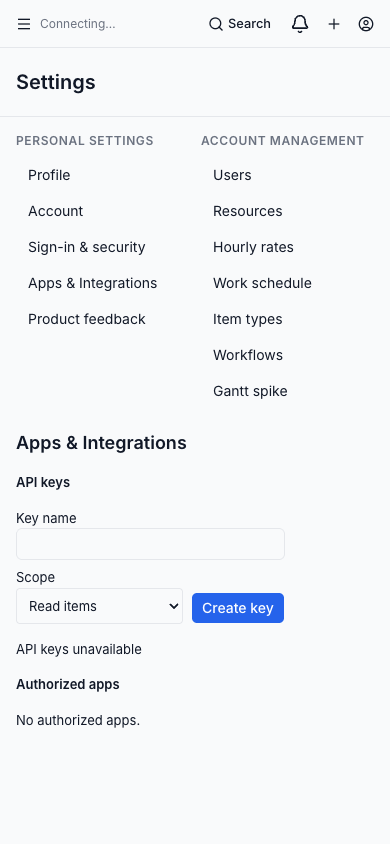 Connecting...
Search
Settings
PERSONAL SETTINGS
Profile
Account
Sign-in & security
Apps & Integrations
Product feedback
ACCOUNT MANAGEMENT
Users
Resources
Hourly rates
Work schedule
Item types
Workflows
Gantt spike
Apps & Integrations
API keys
Key name
Scope
Read items
Create key
API keys unavailable
Authorized apps
No authorized apps.